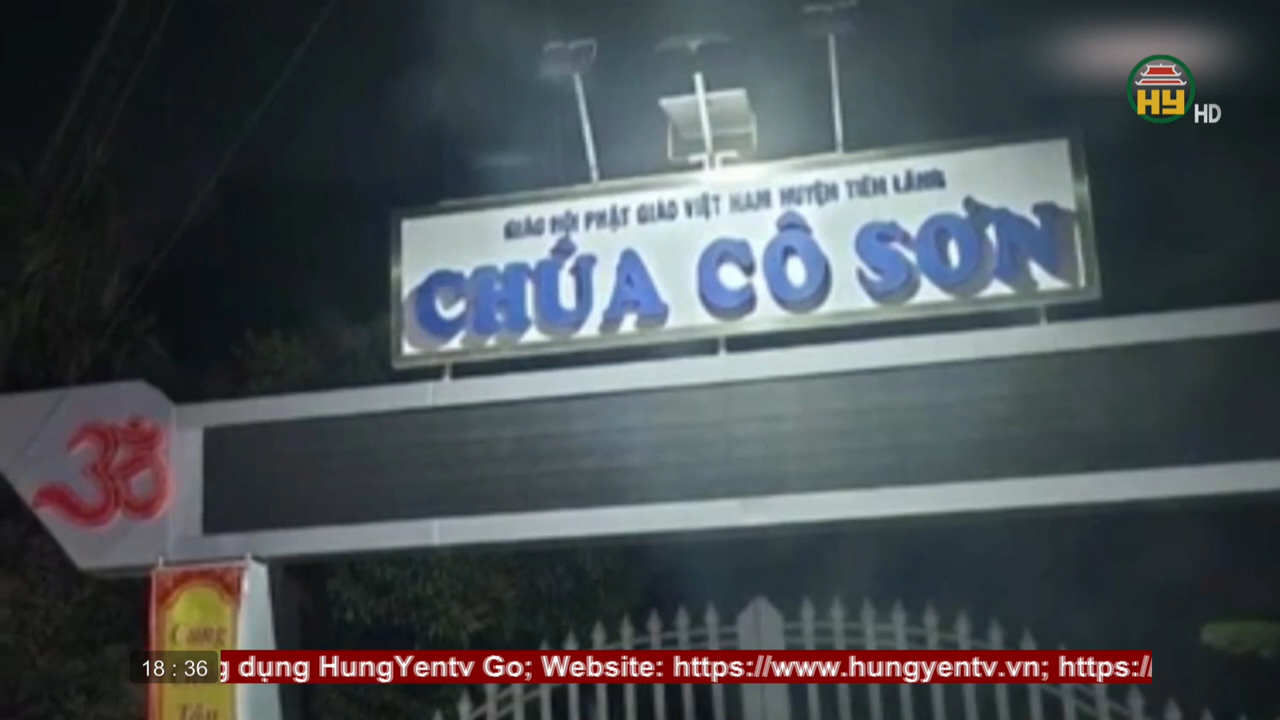 HY HD
GIÁO HỘI PHẬT GIÁO VIỆT NAM HUYỆN TIÊN LÃNG
CHÙA CÔ SƠN
ॐ
Cung
18 : 36
g dụng HungYentv Go; Website: https://www.hungyentv.vn; https://